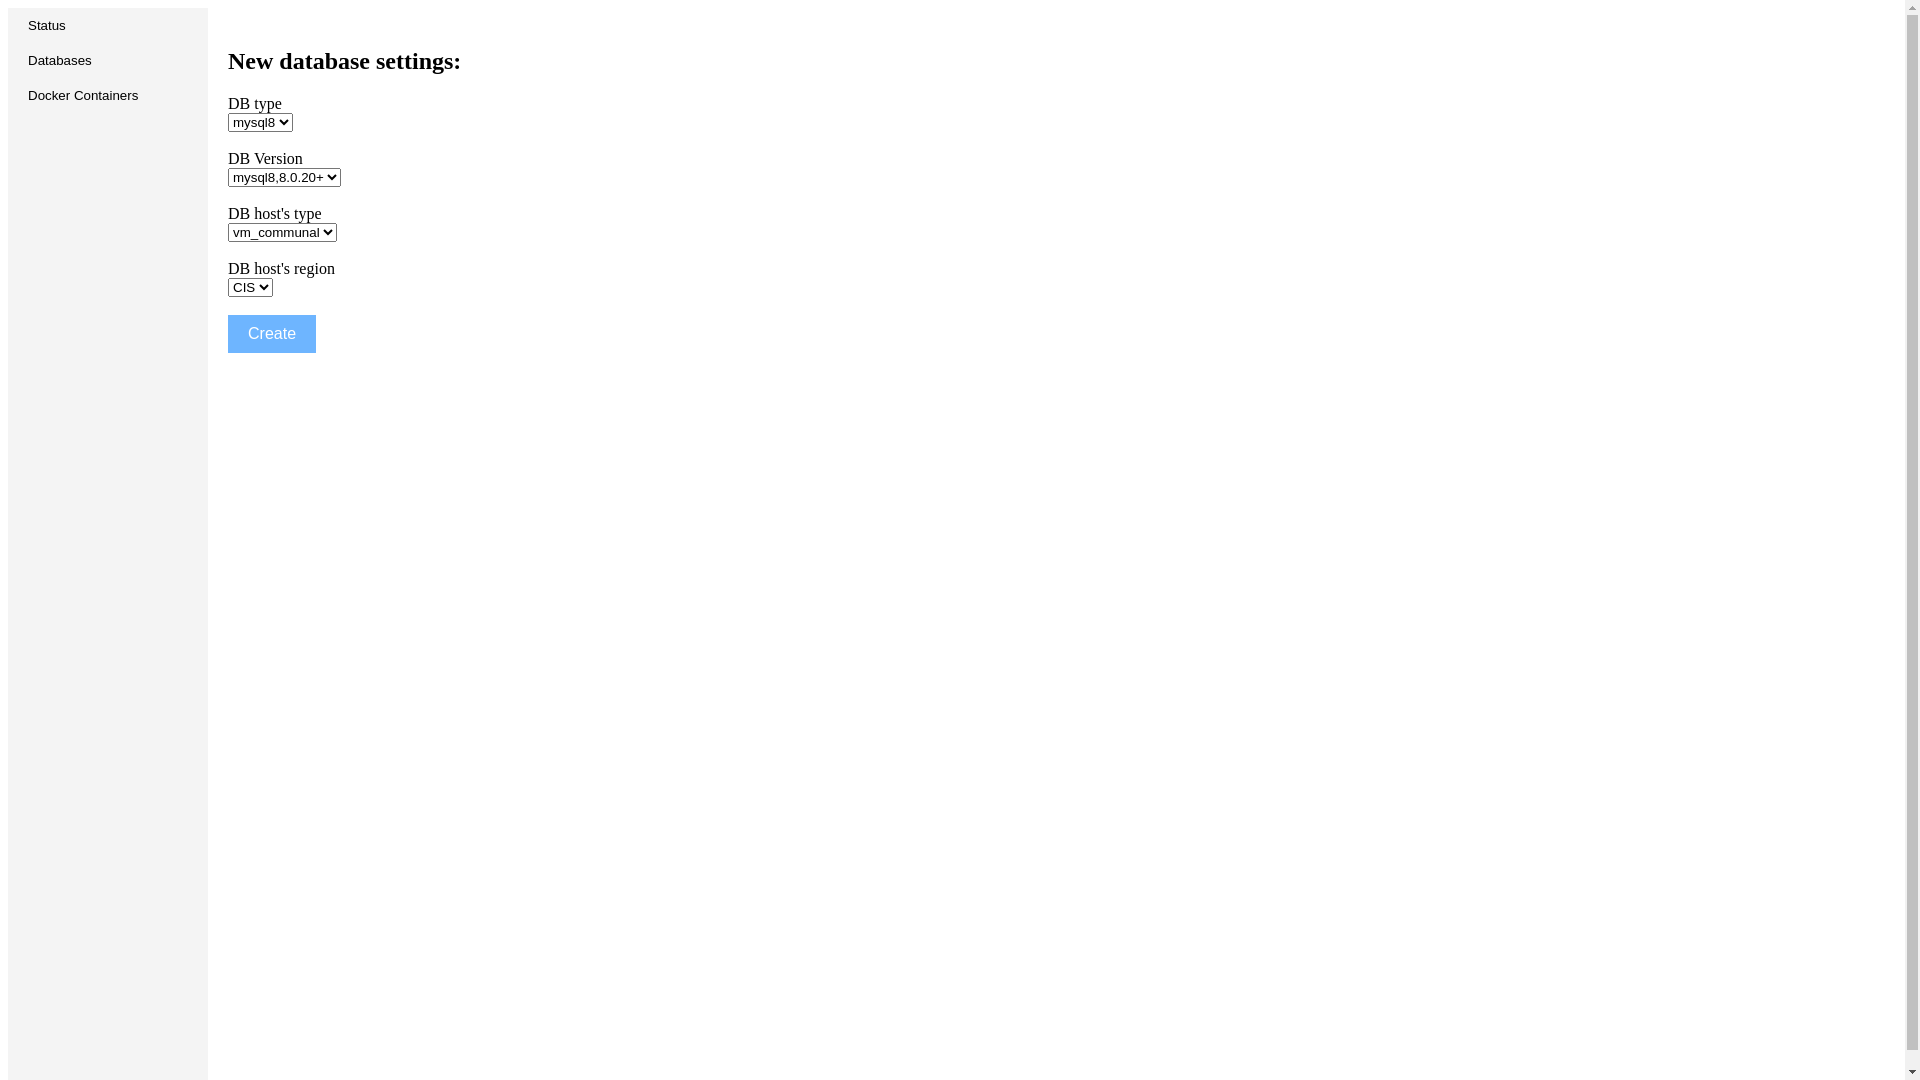 Status
Databases
Docker Containers
New database settings:
DB type
mysql8
DB Version
mysql8,8.0.20+
DB host's type
vm_communal
DB host's region
CIS
Create